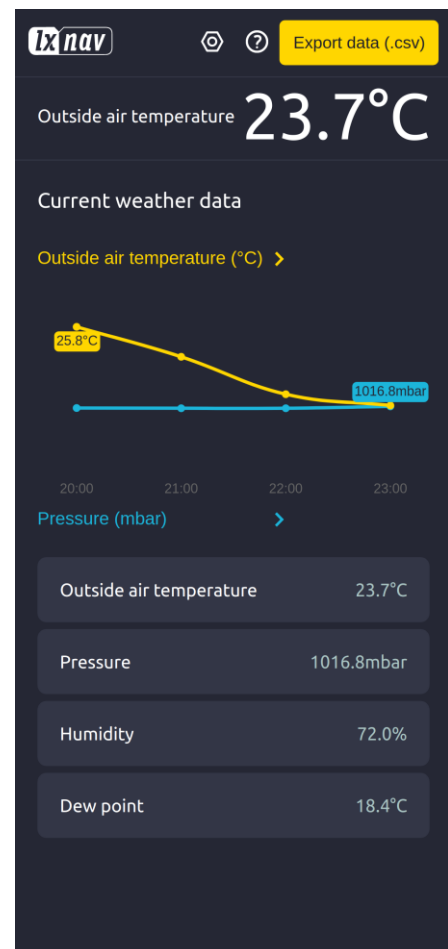 lx nav
Export data (.csv)
Outside air temperature 23.7°C
Current weather data
Outside air temperature (°C)
25.8°C
1016.8mbar
20:00 21:00 22:00 23:00
Pressure (mbar)
Outside air temperature 23.7°C
Pressure 1016.8mbar
Humidity 72.0%
Dew point 18.4°C